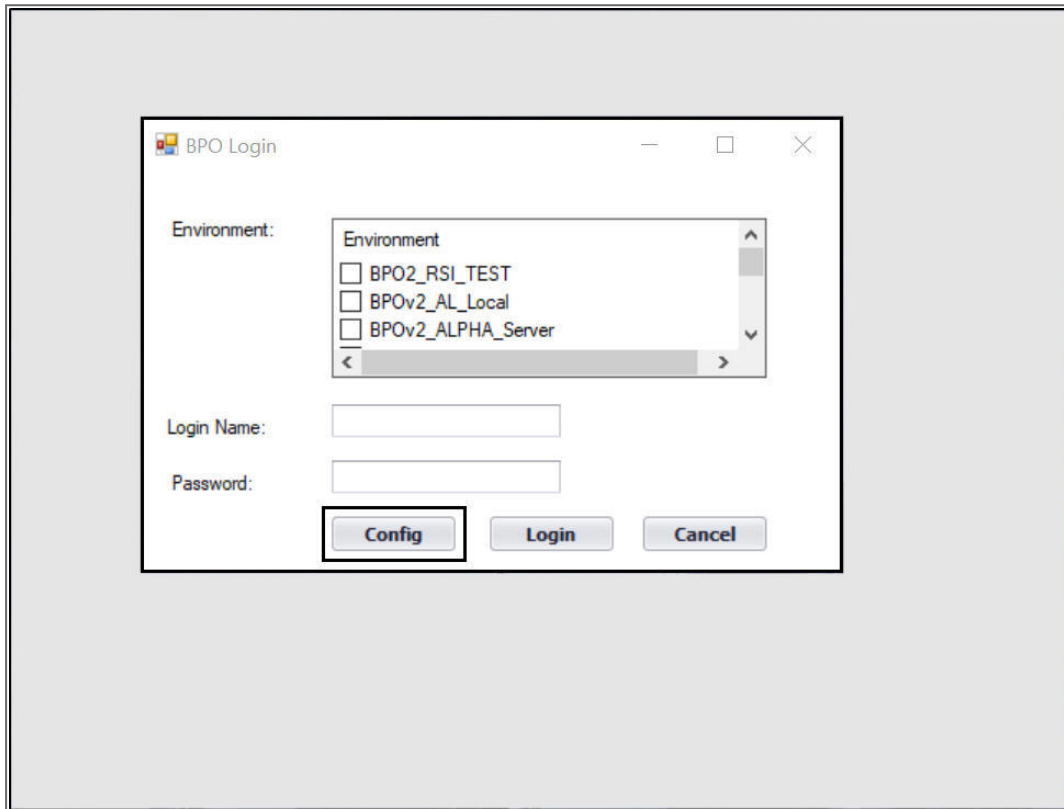 BPO Login
Environment:
Environment
BPO2_RSI_TEST
BPOv2_AL_Local
BPOv2_ALPHA_Server
Login Name:
Password:
Config Login Cancel